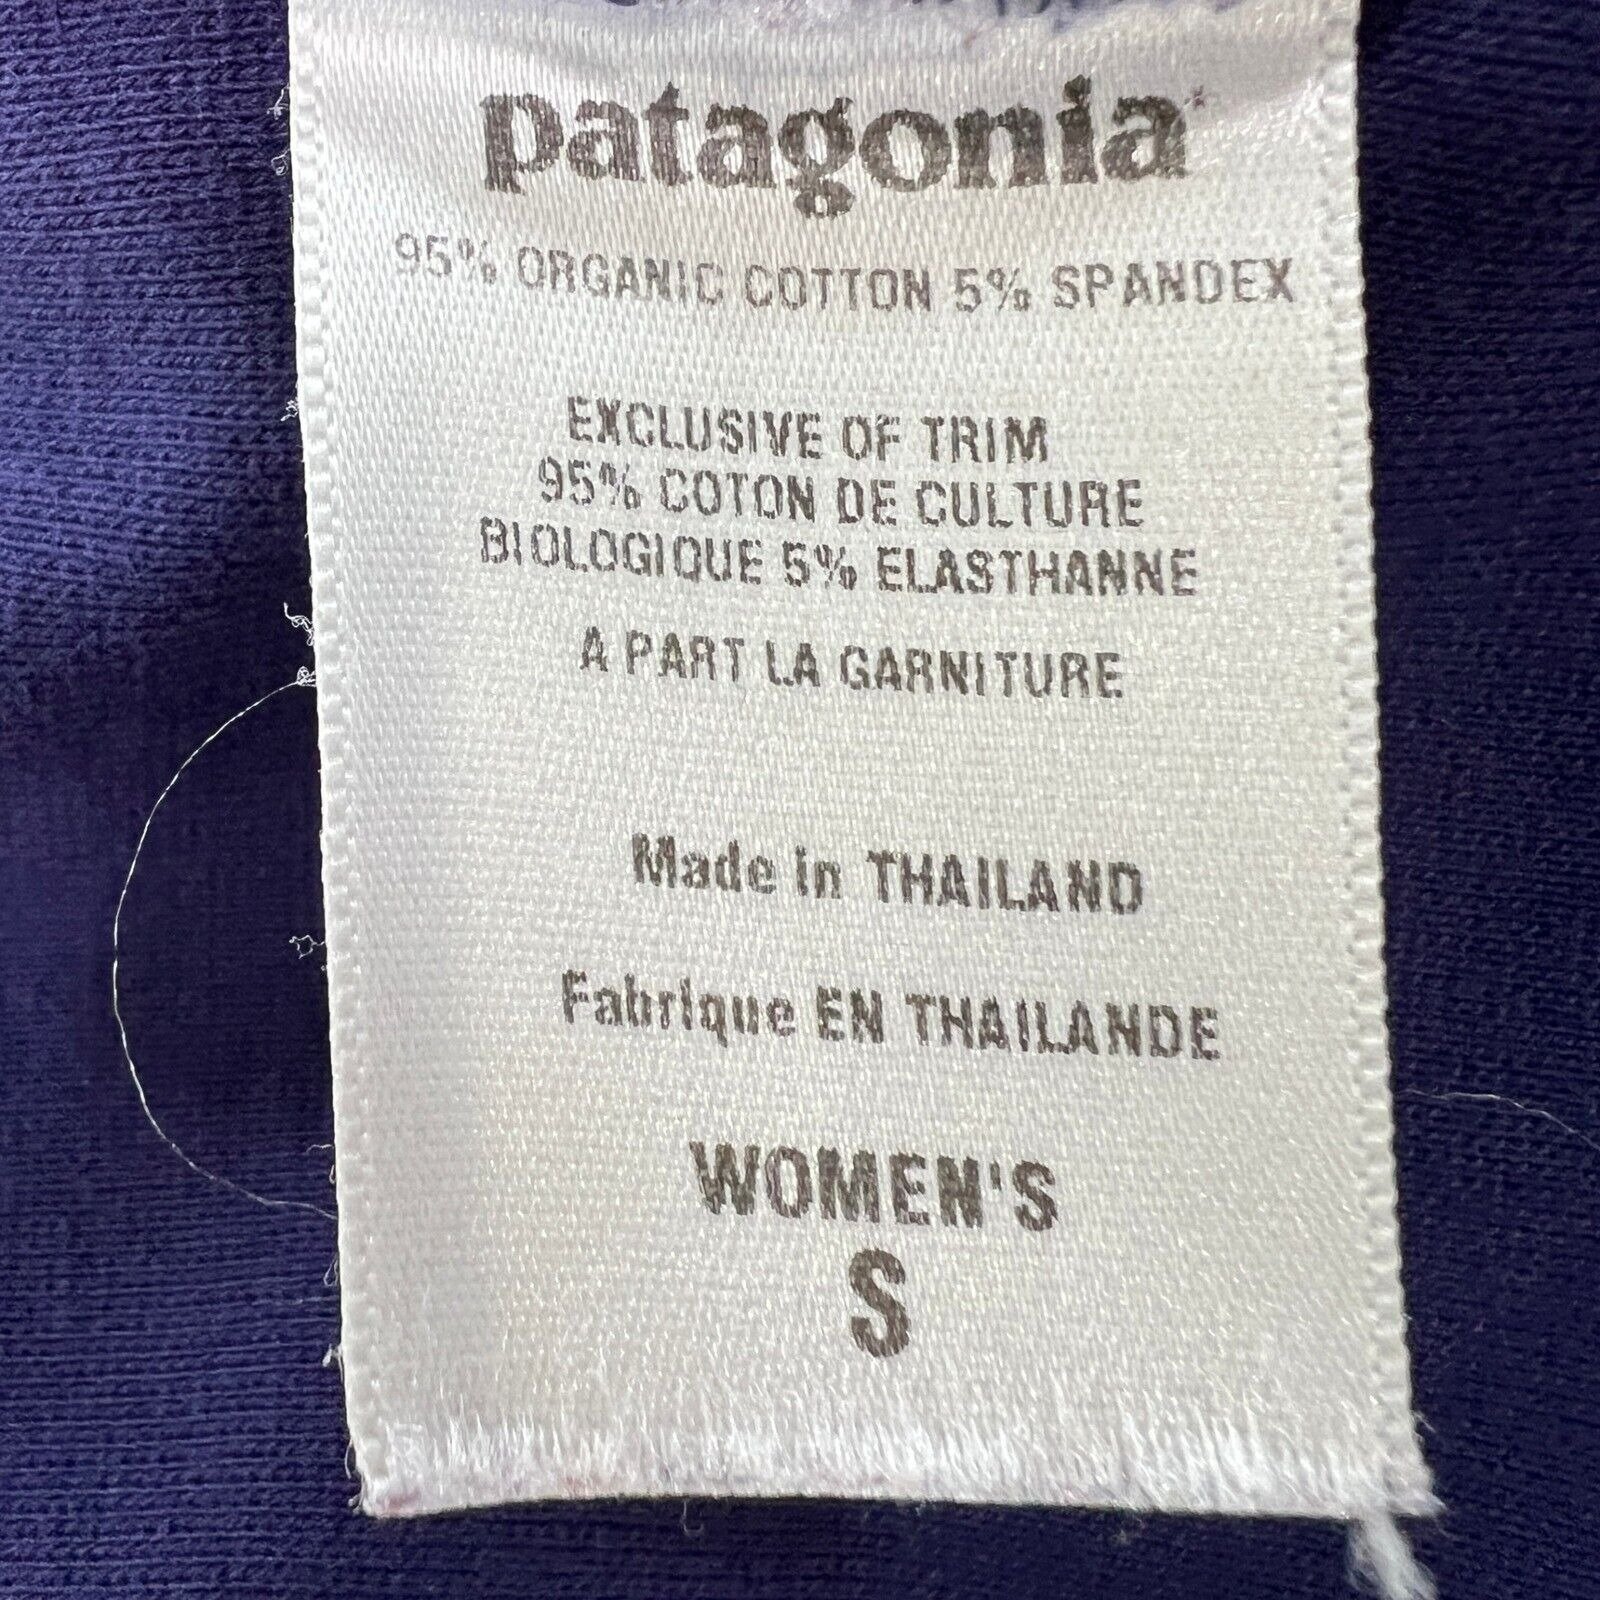 patagonia
95% ORGANIC COTTON 5% SPANDEX
EXCLUSIVE OF TRIM
95% COTON DE CULTURE
BIOLOGIQUE 5% ELASTHANNE
A PART LA GARNITURE
Made in THAILAND
Fabrique EN THAILANDE
WOMEN'S
S